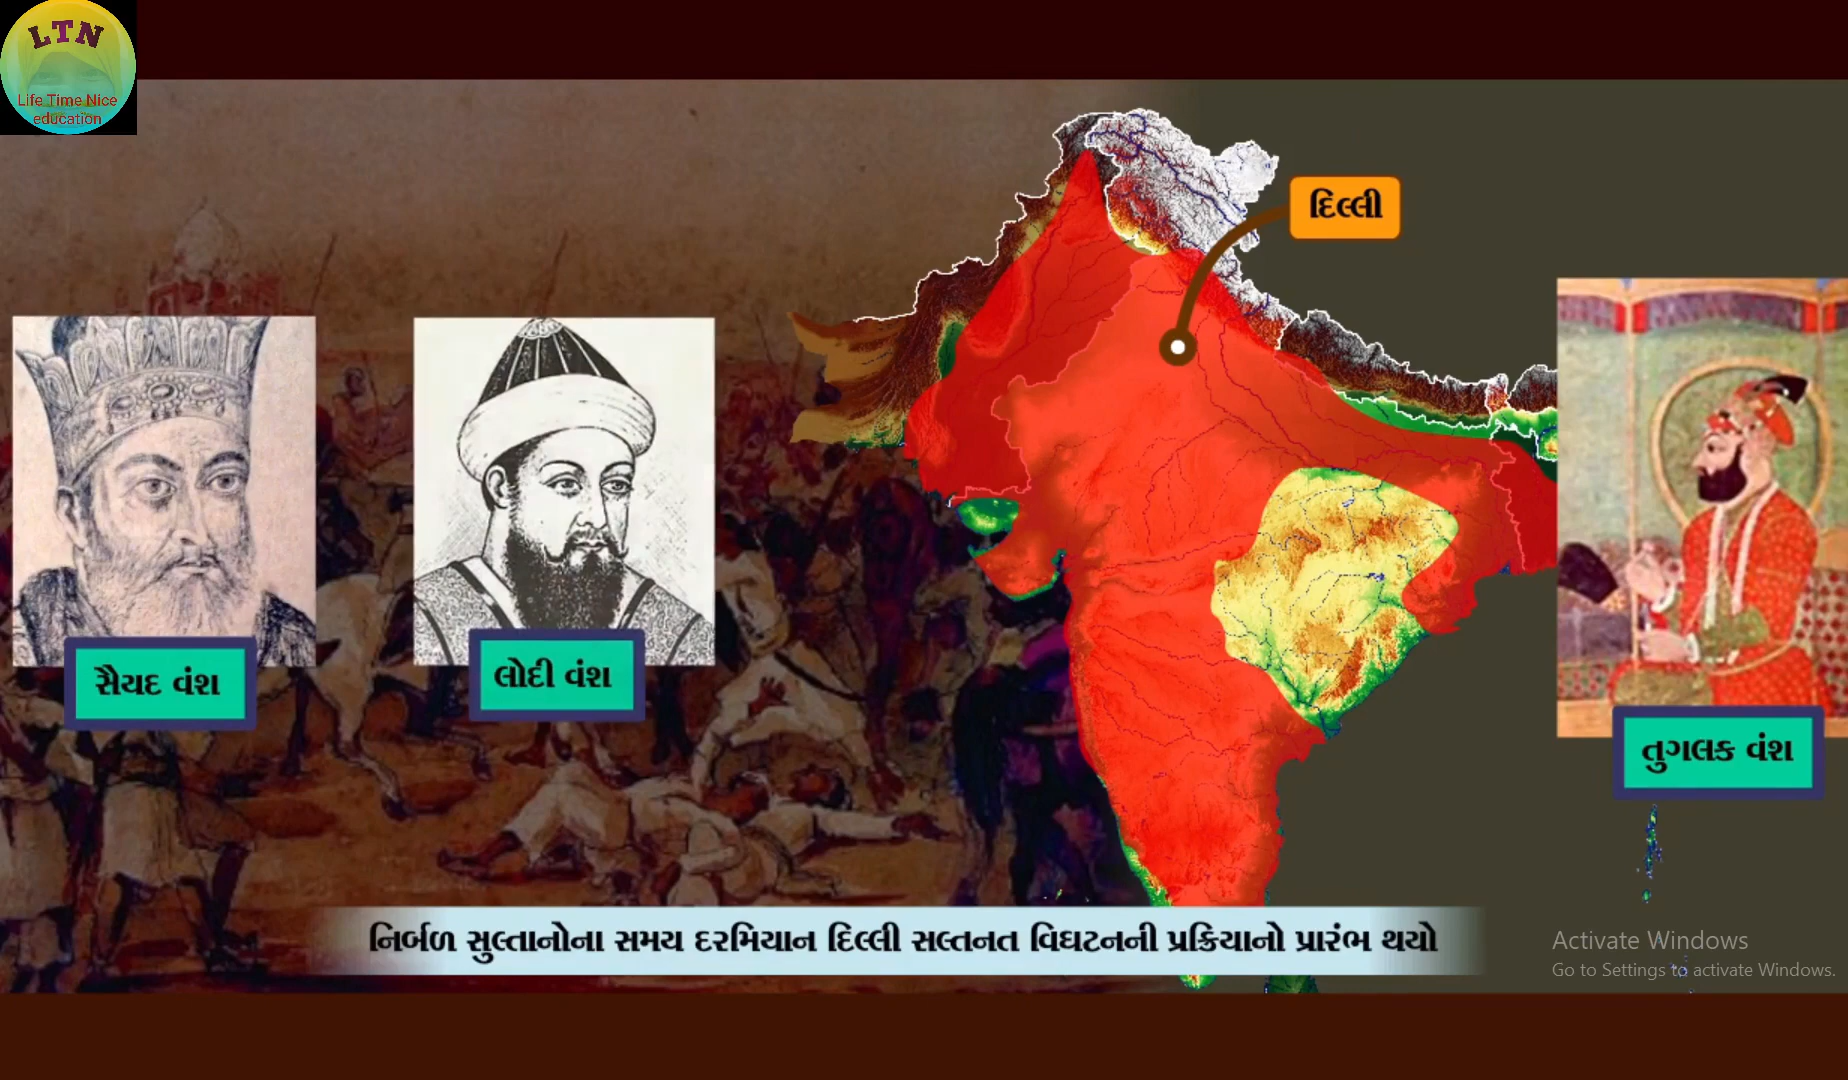 LTN
Life Time Nice
education
દિલ્લી
સૈયદ વંશ
લોદી વંશ
તુગલક વંશ
નિર્બળ સુલ્તાનોના સમય દરમિયાન દિલ્લી સલ્તનત વિઘટનની પ્રક્રિયાનો પ્રારંભ થયો
Activate Windows
Go to Settings to activate Windows.